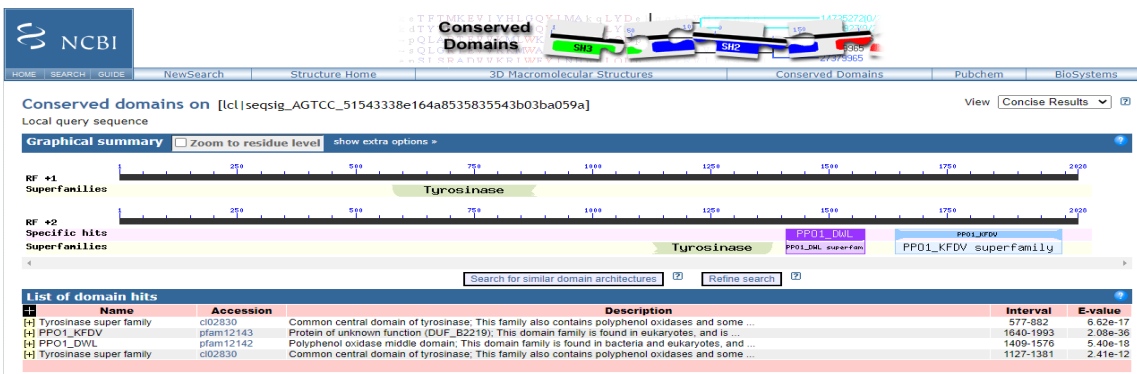 NCBI
Conserved
Domains
SH3
SH2
HOME SEARCH GUIDE NewSearch Structure Home 3D Macromolecular Structures Conserved Domains Pubchem BioSystems
Conserved domains on [lcl|seqsig_AGTCC_51543338e164a8535835543b03ba059a]
View Concise Results
Local query sequence
Graphical summary Zoom to residue level show extra options »
1 250 500 750 1000 1250 1500 1750 2020
RF +1
Superfamilies Tyrosinase
1 250 500 750 1000 1250 1500 1750 2020
RF +2
Specific hits PPO1_DWL PPO1_KFDV
Superfamilies Tyrosinase PPO1_DWL superfam PPO1_KFDV superfamily
Search for similar domain architectures Refine search
List of domain hits
Name Accession Description Interval E-value
[+] Tyrosinase super family cl02830 Common central domain of tyrosinase; This family also contains polyphenol oxidases and some ... 577-882 6.62e-17
[+] PPO1_KFDV pfam12143 Protein of unknown function (DUF_B2219); This domain family is found in eukaryotes, and is ... 1640-1993 2.08e-36
[+] PPO1_DWL pfam12142 Polyphenol oxidase middle domain; This domain family is found in bacteria and eukaryotes, and ... 1409-1576 5.40e-18
[+] Tyrosinase super family cl02830 Common central domain of tyrosinase; This family also contains polyphenol oxidases and some ... 1127-1381 2.41e-12